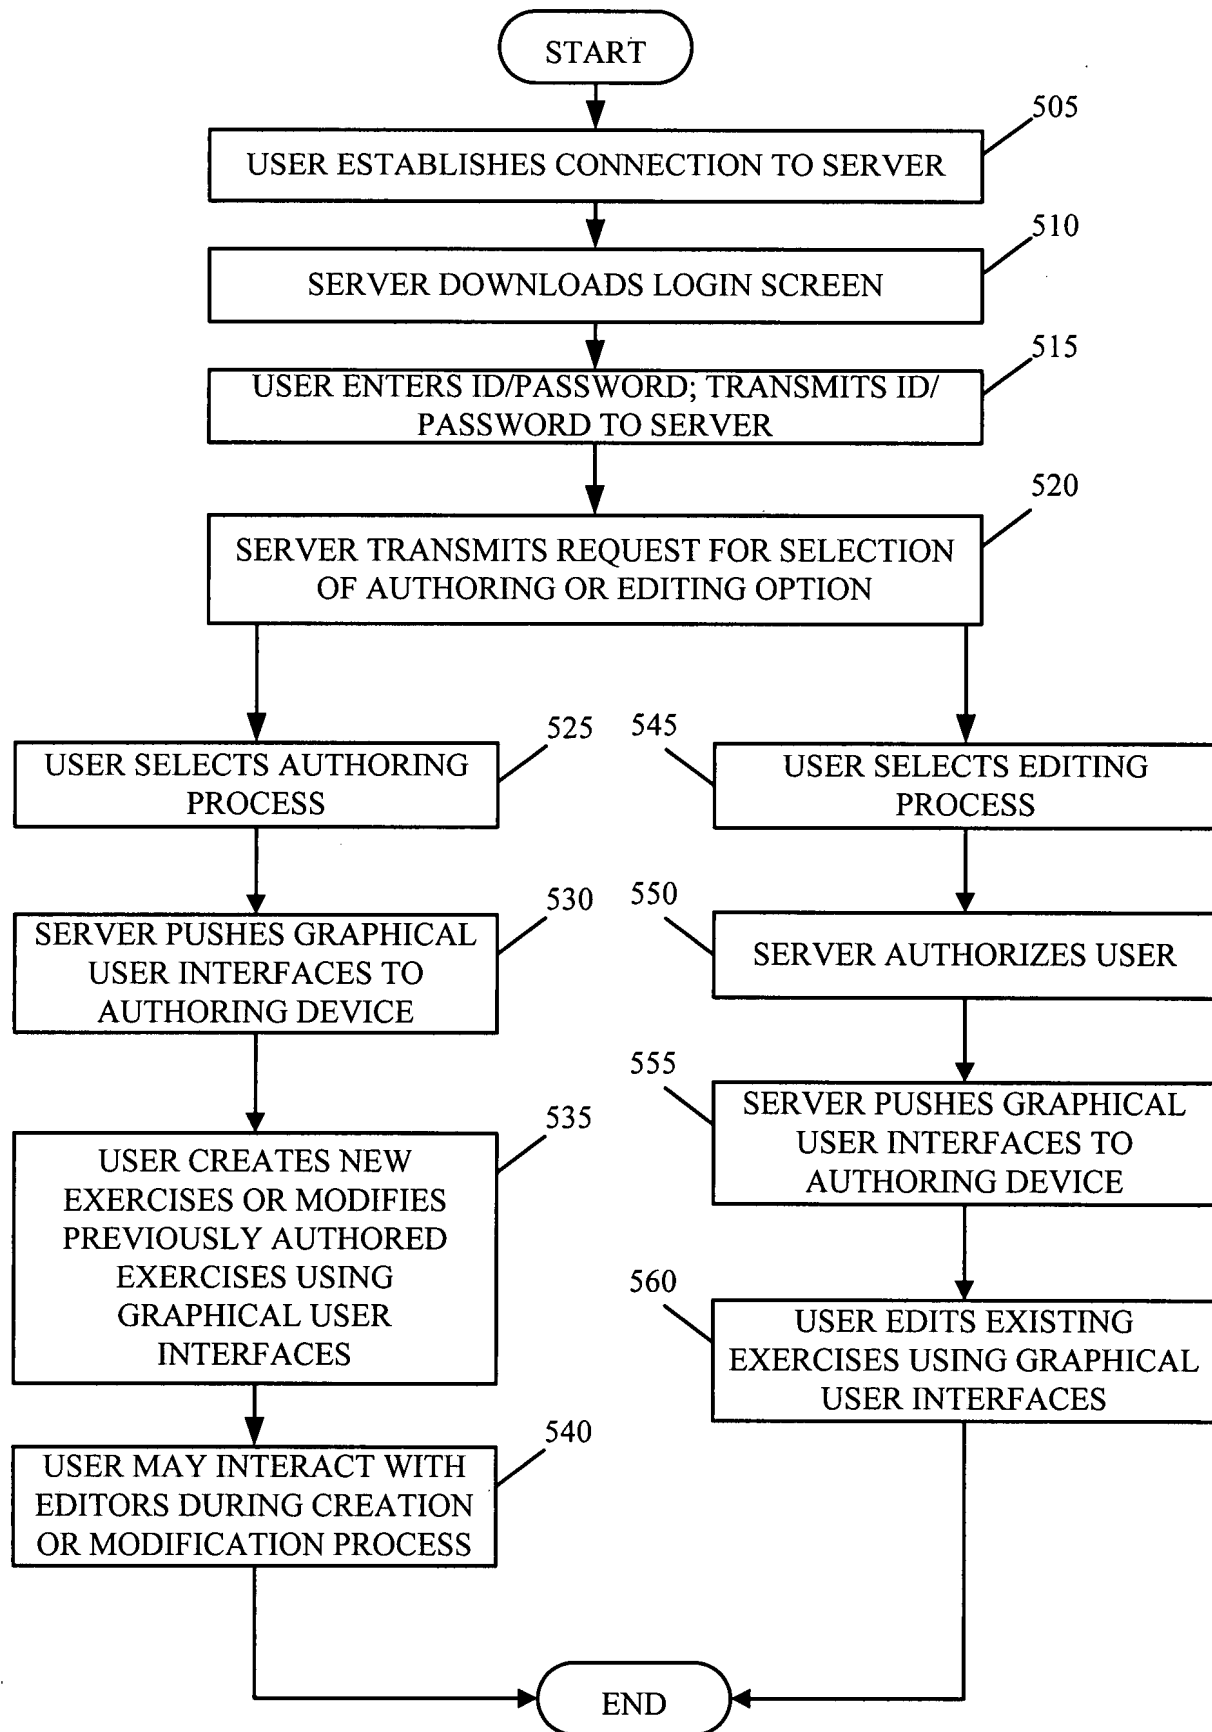 START
505
USER ESTABLISHES CONNECTION TO SERVER
510
SERVER DOWNLOADS LOGIN SCREEN
515
USER ENTERS ID/PASSWORD; TRANSMITS ID/
PASSWORD TO SERVER
520
SERVER TRANSMITS REQUEST FOR SELECTION
OF AUTHORING OR EDITING OPTION
525
USER SELECTS AUTHORING
PROCESS
530
SERVER PUSHES GRAPHICAL
USER INTERFACES TO
AUTHORING DEVICE
535
USER CREATES NEW
EXERCISES OR MODIFIES
PREVIOUSLY AUTHORED
EXERCISES USING
GRAPHICAL USER
INTERFACES
540
USER MAY INTERACT WITH
EDITORS DURING CREATION
OR MODIFICATION PROCESS
545
USER SELECTS EDITING
PROCESS
550
SERVER AUTHORIZES USER
555
SERVER PUSHES GRAPHICAL
USER INTERFACES TO
AUTHORING DEVICE
560
USER EDITS EXISTING
EXERCISES USING GRAPHICAL
USER INTERFACES
END